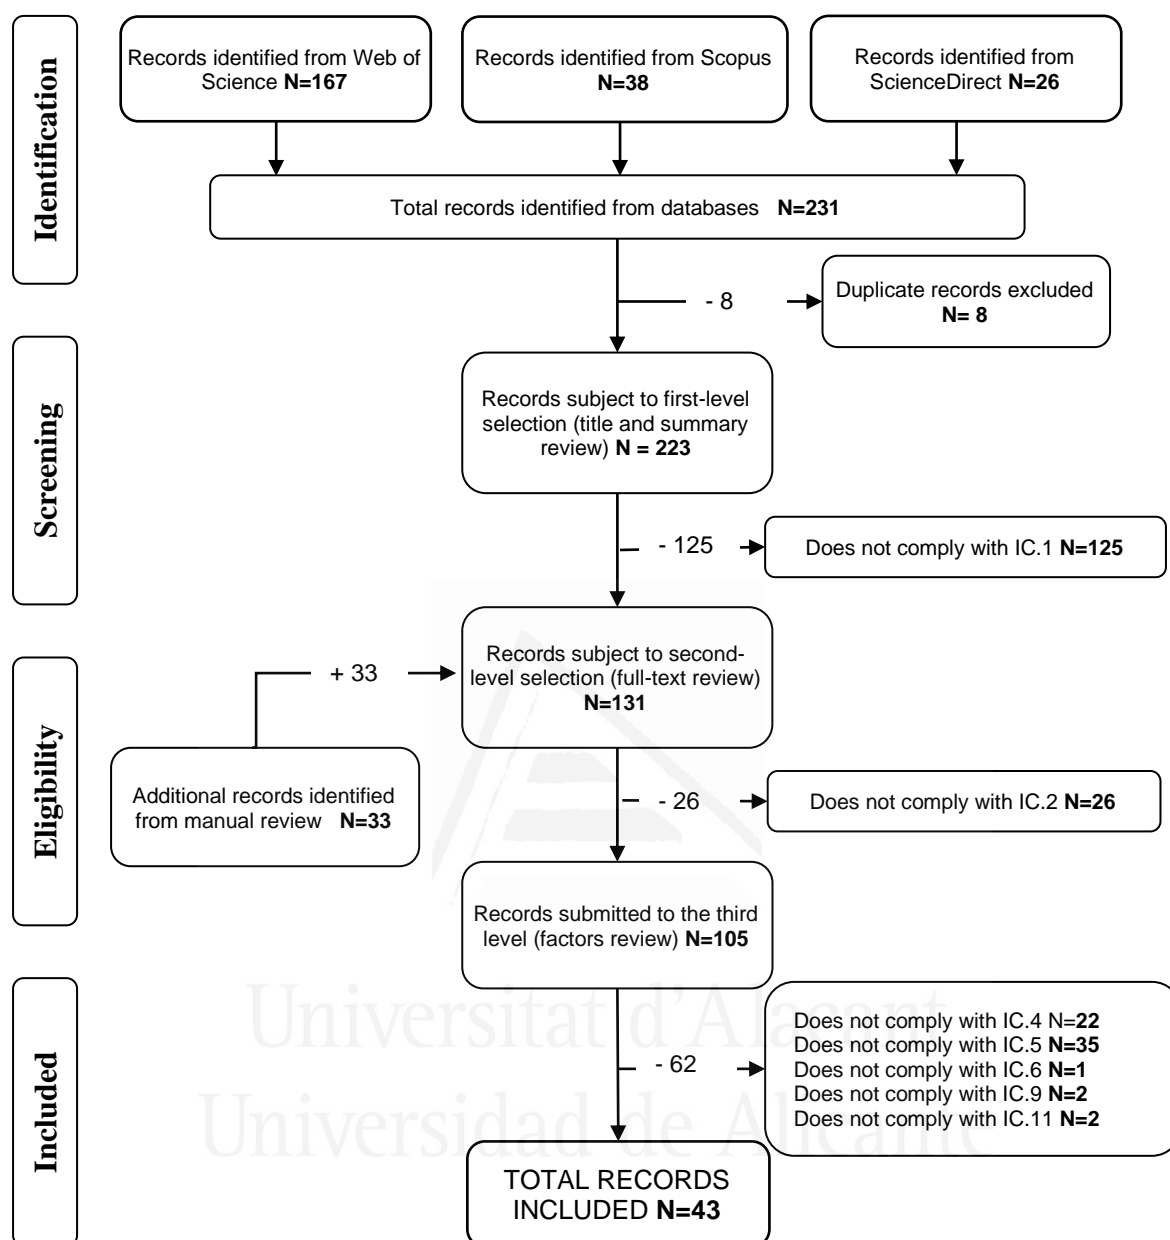 Identification
Records identified from Web of
Science N=167
Records identified from Scopus
N=38
Records identified from
ScienceDirect N=26
Total records identified from databases N=231
- 8
Duplicate records excluded
N= 8
Screening
Records subject to first-level
selection (title and summary
review) N = 223
- 125
Does not comply with IC.1 N=125
Eligibility
+ 33
Records subject to second-
level selection (full-text review)
N=131
Additional records identified
from manual review N=33
- 26
Does not comply with IC.2 N=26
Records submitted to the third
level (factors review) N=105
Included
Universitat d'Alacant
Universidad de Alicante
- 62
Does not comply with IC.4 N=22
Does not comply with IC.5 N=35
Does not comply with IC.6 N=1
Does not comply with IC.9 N=2
Does not comply with IC.11 N=2
TOTAL RECORDS
INCLUDED N=43